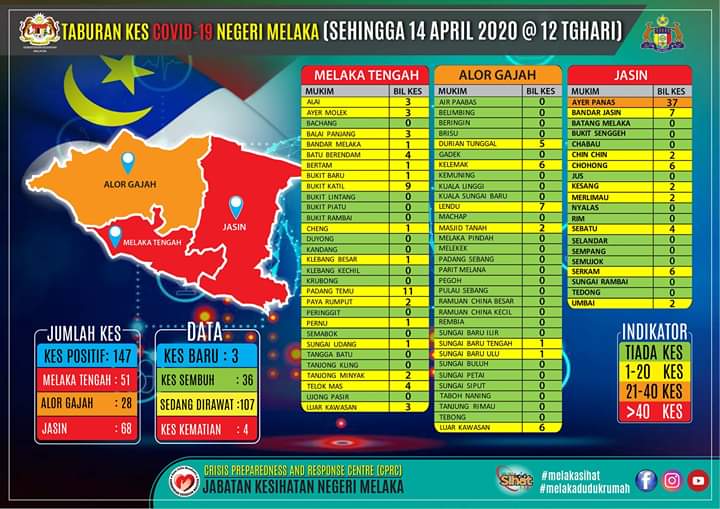 TABURAN KES COVID-19 NEGERI MELAKA (SEHINGGA 14 APRIL 2020 @ 12 TGHARI)
ALOR GAJAH
MELAKA TENGAH
JASIN
MELAKA TENGAH
MUKIM BIL KES
ALAI 3
AYER MOLEK 3
BACHANG 0
BALAI PANJANG 3
BANDAR MELAKA 1
BATU BERENDAM 4
BERTAM 1
BUKIT BARU 1
BUKIT KATIL 9
BUKIT LINTANG 0
BUKIT PIATU 0
BUKIT RAMBAI 0
CHENG 1
DUYONG 0
KANDANG 0
KLEBANG BESAR 1
KLEBANG KECHIL 0
KRUBONG 0
PADANG TEMU 11
PAYA RUMPUT 2
PERINGGIT 0
PERNU 1
SEMABOK 0
SUNGAI UDANG 1
TANGGA BATU 0
TANJONG KLING 0
TANJONG MINYAK 2
TELOK MAS 4
UJONG PASIR 0
LUAR KAWASAN 3
ALOR GAJAH
MUKIM BIL KES
AIR PAABAS 0
BELIMBING 0
BERINGIN 0
BRISU 0
DURIAN TUNGGAL 5
GADEK 0
KELEMAK 6
KEMUNING 0
KUALA LINGGI 0
KUALA SUNGAI BARU 0
LENDU 7
MACHAP 0
MASJID TANAH 2
MELAKA PINDAH 0
MELEKEK 0
PADANG SEBANG 0
PARIT MELANA 0
PEGOH 0
PULAU SEBANG 0
RAMUAN CHINA BESAR 0
RAMUAN CHINA KECIL 0
REMBIA 0
SUNGAI BARU ILIR 0
SUNGAI BARU TENGAH 1
SUNGAI BARU ULU 1
SUNGAI BULUH 0
SUNGAI PETAI 0
SUNGAI SIPUT 0
TABOH NANING 0
TANJUNG RIMAU 0
TEBONG 0
LUAR KAWASAN 6
JASIN
MUKIM BIL KES
AYER PANAS 37
BANDAR JASIN 7
BATANG MELAKA 0
BUKIT SENGGEH 0
CHABAU 0
CHIN CHIN 2
CHOHONG 6
JUS 0
KESANG 2
MERLIMAU 2
NYALAS 0
RIM 0
SEBATU 4
SELANDAR 0
SEMPANG 0
SEMUJOK 0
SERKAM 6
SUNGAI RAMBAI 0
TEDONG 0
UMBAI 2
JUMLAH KES
KES POSITIF: 147
MELAKA TENGAH : 51
ALOR GAJAH : 28
JASIN : 68
DATA
KES BARU : 3
KES SEMBUH : 36
SEDANG DIRAWAT :107
KES KEMATIAN : 4
INDIKATOR
TIADA KES
1-20 KES
21-40 KES
>40 KES
CRISIS PREPAREDNESS AND RESPONSE CENTRE (CPRC)
JABATAN KESIHATAN NEGERI MELAKA
Sihat
#melakasihat
#melakadudukrumah